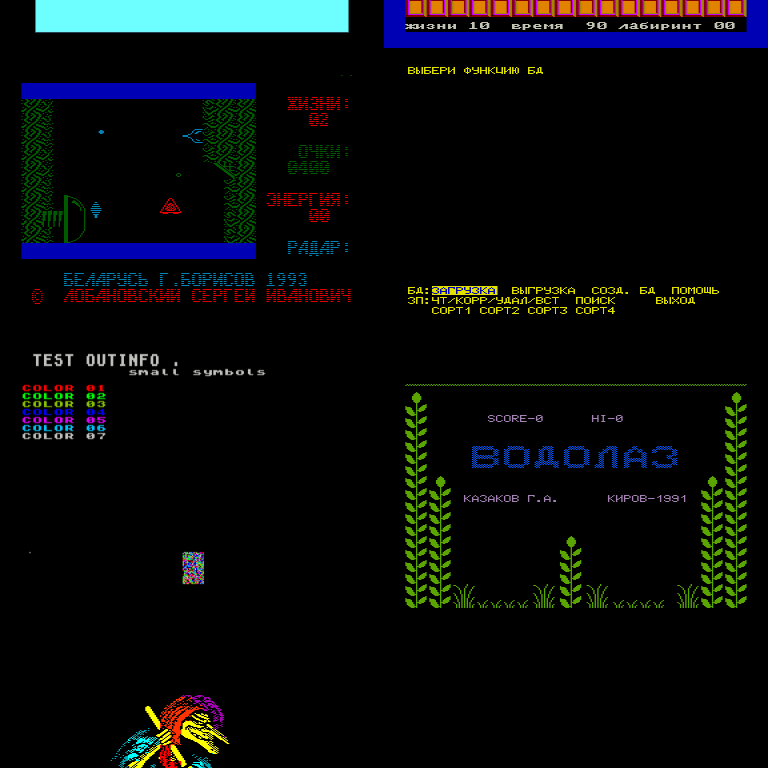 жизни 10 время 90 лабиринт 00
ВЫБЕРИ ФУНКЦИЮ БД
ЖИЗНИ:
02
ОЧКИ:
0400
ЭНЕРГИЯ:
00
РАДАР:
БЕЛАРУСЬ Г.БОРИСОВ 1993
© ЛОБАНОВСКИЙ СЕРГЕЙ ИВАНОВИЧ
БД: ЗАГРУЗКА ВЫГРУЗКА СОЗД. БД ПОМОЩЬ
ЗП: ЧТ/КОРР/УДАЛ/ВСТ ПОИСК ВЫХОД
СОРТ1 СОРТ2 СОРТ3 СОРТ4
TEST OUTINFO .
small symbols
COLOR 01
COLOR 02
COLOR 03
COLOR 04
COLOR 05
COLOR 06
COLOR 07
SCORE-0 HI-0
ВОДОЛАЗ
КАЗАКОВ Г.А. КИРОВ-1991